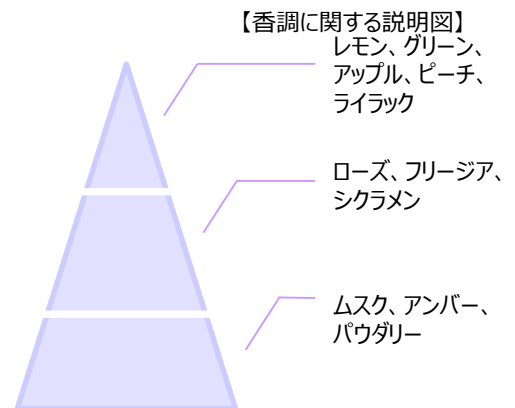 【香調に関する説明図】
レモン、グリーン、
アップル、ピーチ、
ライラック
ローズ、フリージア、
シクラメン
ムスク、アンバー、
パウダリー